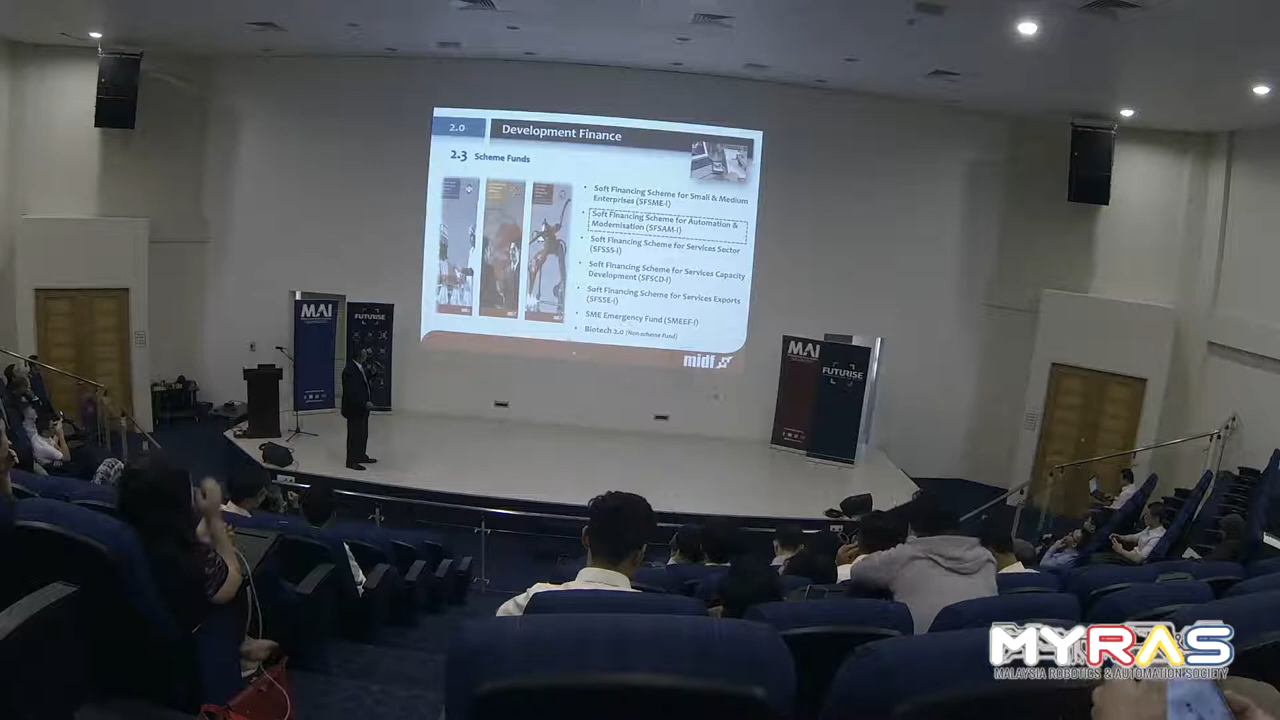 2.0
Development Finance
2.3 Scheme Funds
• Soft Financing Scheme for Small & Medium
Enterprises (SFSME-i)
• Soft Financing Scheme for Automation &
Modernisation (SFSAM-i)
• Soft Financing Scheme for Services Sector
(SFSSS-i)
• Soft Financing Scheme for Services Capacity
Development (SFSCD-i)
• Soft Financing Scheme for Services Exports
(SFSSE-i)
• SME Emergency Fund (SMEEF-i)
• Biotech 2.0 (Non-scheme Fund)
midf
MAI
FUTURISE
MAI
FUTURISE
MYRAS
MALAYSIA ROBOTICS & AUTOMATION SOCIETY